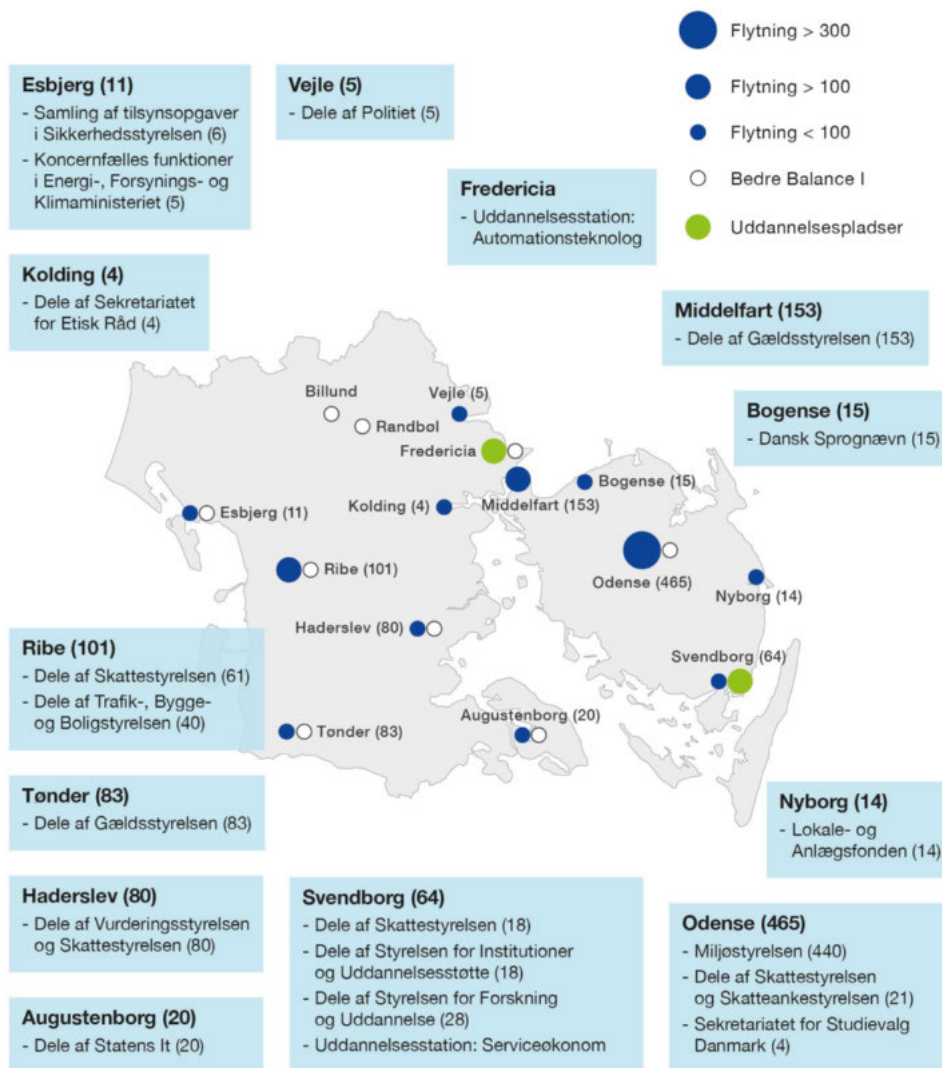 Flytning > 300
Flytning > 100
Flytning < 100
Bedre Balance I
Uddannelsespladser
Esbjerg (11)
- Samling af tilsynsopgaver
i Sikkerhedsstyrelsen (6)
- Koncernfælles funktioner
i Energi-, Forsynings- og
Klimaministeriet (5)
Vejle (5)
- Dele af Politiet (5)
Fredericia
- Uddannelsesstation:
Automationsteknolog
Kolding (4)
- Dele af Sekretariatet
for Etisk Råd (4)
Middelfart (153)
- Dele af Gældsstyrelsen (153)
Bogense (15)
- Dansk Sprognævn (15)
Billund
Randbøl
Vejle (5)
Fredericia
Kolding (4)
Middelfart (153)
Bogense (15)
Esbjerg (11)
Ribe (101)
Odense (465)
Nyborg (14)
Haderslev (80)
Svendborg (64)
Tønder (83)
Augustenborg (20)
Ribe (101)
- Dele af Skattestyrelsen (61)
- Dele af Trafik-, Bygge-
og Boligstyrelsen (40)
Tønder (83)
- Dele af Gældsstyrelsen (83)
Nyborg (14)
- Lokale- og
Anlægsfonden (14)
Haderslev (80)
- Dele af Vurderingsstyrelsen
og Skattestyrelsen (80)
Svendborg (64)
- Dele af Skattestyrelsen (18)
- Dele af Styrelsen for Institutioner
og Uddannelsesstøtte (18)
- Dele af Styrelsen for Forskning
og Uddannelse (28)
- Uddannelsesstation: Serviceøkonom
Odense (465)
- Miljøstyrelsen (440)
- Dele af Skattestyrelsen
og Skatteankestyrelsen (21)
- Sekretariatet for Studievalg
Danmark (4)
Augustenborg (20)
- Dele af Statens It (20)